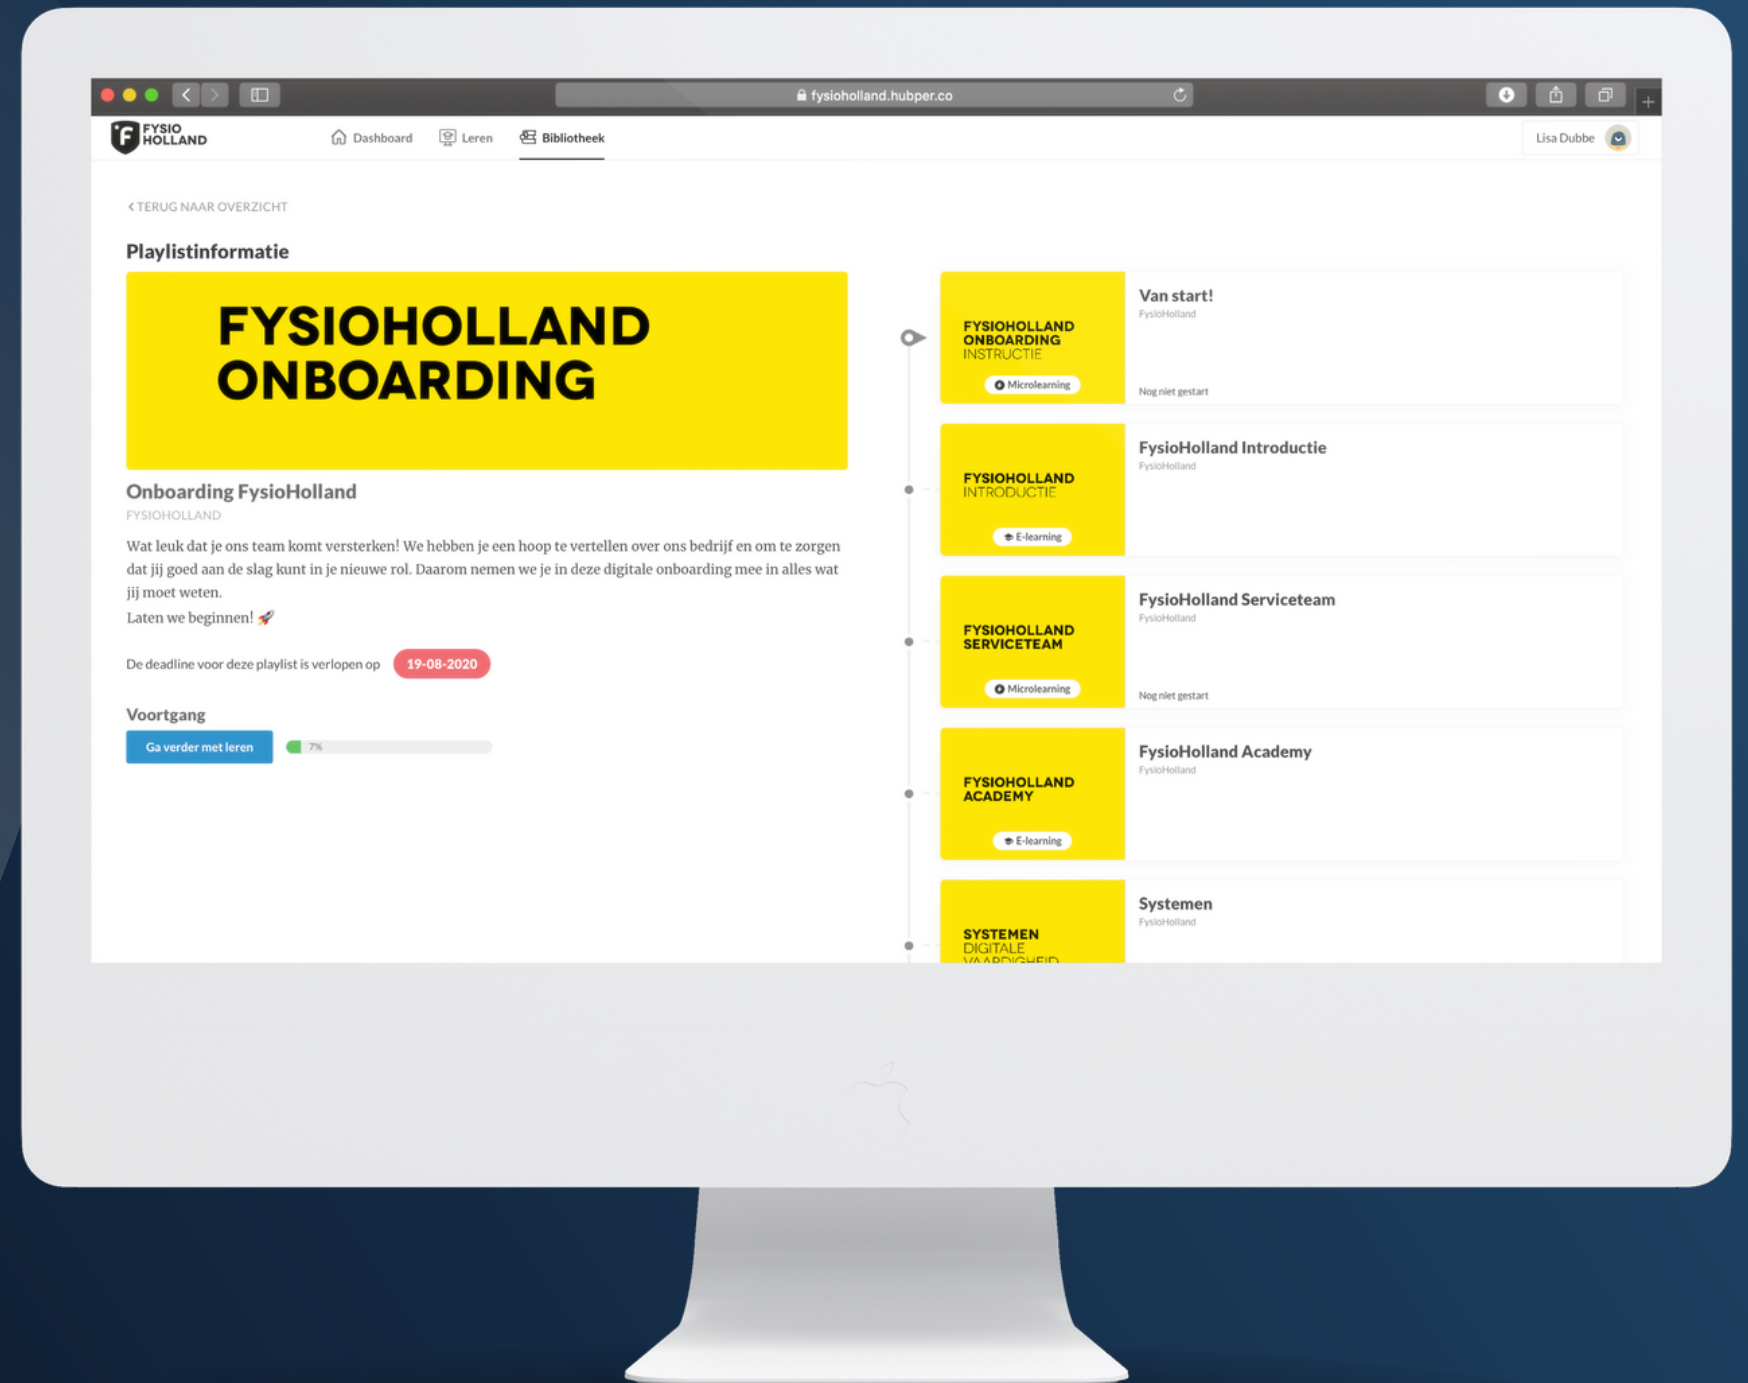 fysioholland.hubper.co
FYSIO
HOLLAND
Dashboard
Leren
Bibliotheek
Lisa Dubbe
TERUG NAAR OVERZICHT
Playlistinformatie
FYSIOHOLLAND
ONBOARDING
Onboarding FysioHolland
FYSIOHOLLAND
Wat leuk dat je ons team komt versterken! We hebben je een hoop te vertellen over ons bedrijf en om te zorgen
dat jij goed aan de slag kunt in je nieuwe rol. Daarom nemen we je in deze digitale onboarding mee in alles wat
jij moet weten.
Laten we beginnen! 🚀
De deadline voor deze playlist is verlopen op 19-08-2020
Voortgang
Ga verder met leren 7%
FYSIOHOLLAND
ONBOARDING
INSTRUCTIE
Microlearning
Van start!
FysioHolland
Nog niet gestart
FYSIOHOLLAND
INTRODUCTIE
E-learning
FysioHolland Introductie
FysioHolland
FYSIOHOLLAND
SERVICETEAM
Microlearning
FysioHolland Serviceteam
FysioHolland
Nog niet gestart
FYSIOHOLLAND
ACADEMY
E-learning
FysioHolland Academy
FysioHolland
SYSTEMEN
DIGITALE
VAARDIGHEID
Systemen
FysioHolland